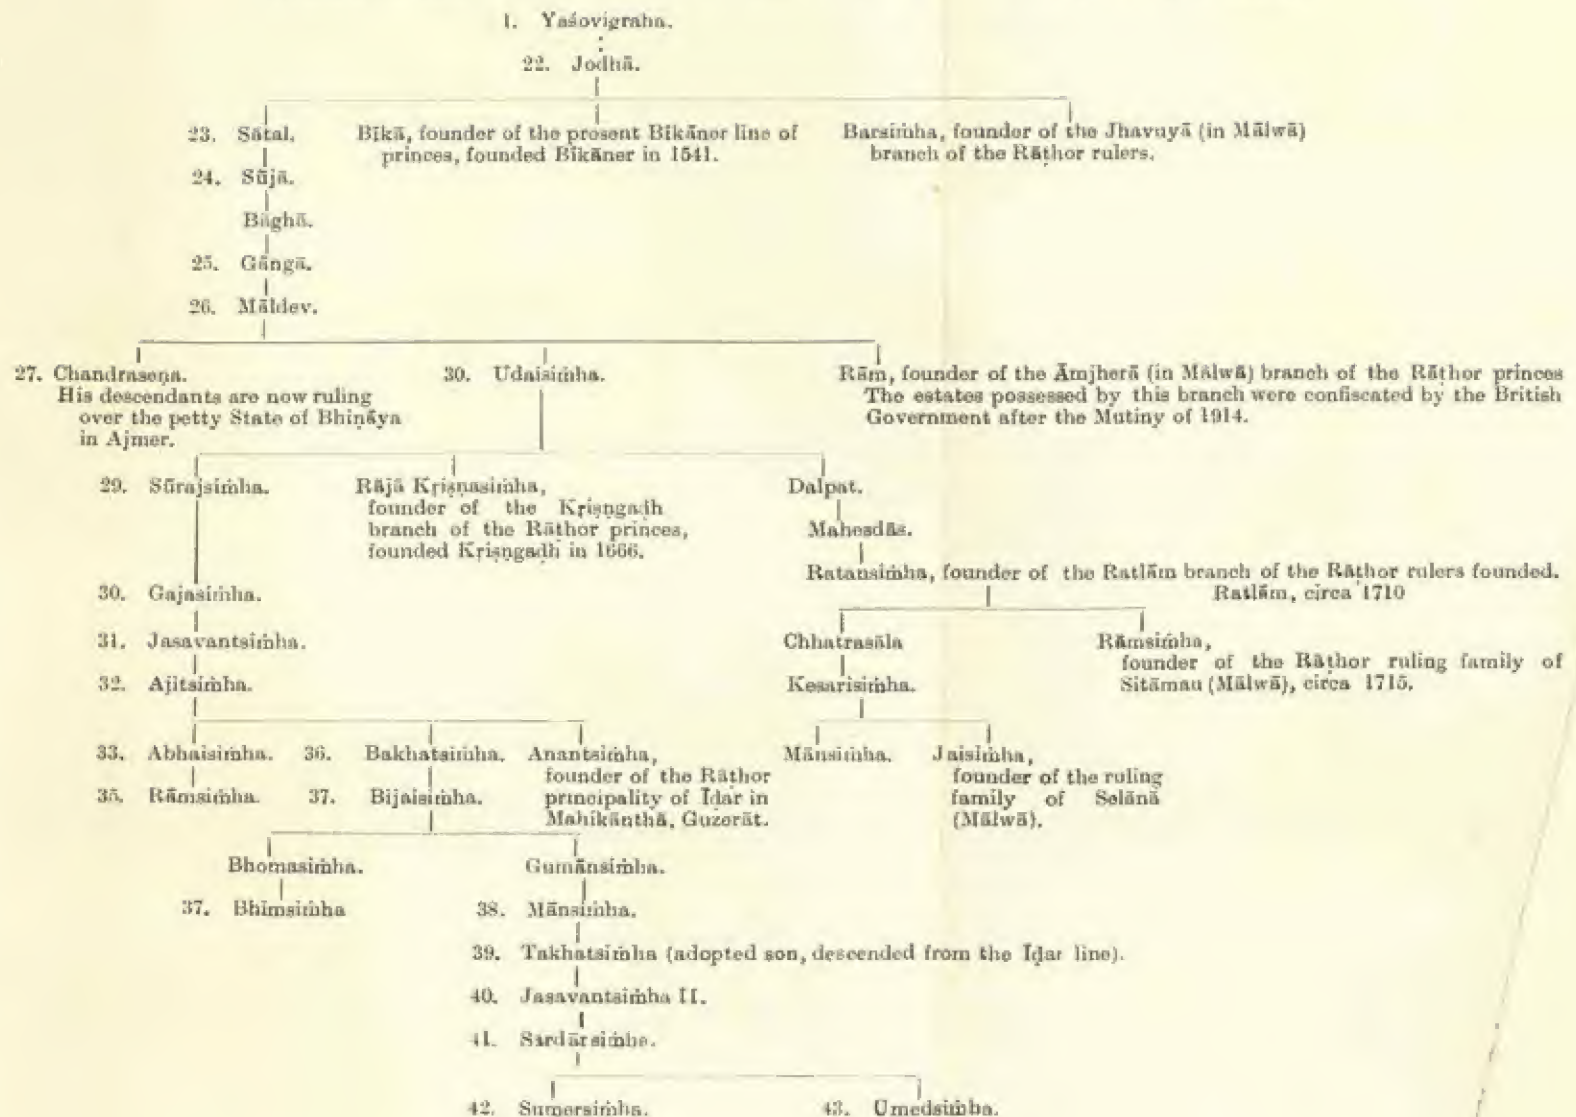 1. Yaśovigraha.
22. Jodhā.
23. Sātal.
Bīkā, founder of the present Bīkāner line of
princes, founded Bīkāner in 1541.
Barsiṁha, founder of the Jhavuyā (in Mālwā)
branch of the Rāṭhor rulers.
24. Sūjā.
Bāghā.
25. Gāngā.
26. Māldev.
27. Chandraseṇa.
His descendants are now ruling
over the petty State of Bhiṇāya
in Ajmer.
30. Udaisiṁha.
Rām, founder of the Āmjherā (in Mālwā) branch of the Rāṭhor princes
The estates possessed by this branch were confiscated by the British
Government after the Mutiny of 1914.
29. Sūrajsiṁha.
Rājā Kṛiṣṇasiṁha,
founder of the Kṛiṣṇgaḍh
branch of the Rāṭhor princes,
founded Kṛiṣṇgaḍh in 1666.
Dalpat.
Mahesdās.
Ratansiṁha, founder of the Ratlām branch of the Rāṭhor rulers founded.
Ratlām, circa 1710
30. Gajasiṁha.
31. Jasavantsiṁha.
Chhatrasāla
Rāmsiṁha,
founder of the Rāṭhor ruling family of
Sitāmau (Mālwā), circa 1715.
32. Ajitsiṁha.
Kesarisiṁha.
33. Abhaisiṁha.
36. Bakhatsiṁha.
Anantsiṁha,
founder of the Rāṭhor
principality of Īḍar in
Mahikānthā, Guzerāt.
Mānsiṁha.
Jaisiṁha,
founder of the ruling
family of Selānā
(Mālwā).
35. Rāmsiṁha.
37. Bijaisiṁha.
Bhomasiṁha.
Gumānsiṁha.
37. Bhīmsiṁha
38. Mānsiṁha.
39. Takhatsiṁha (adopted son, descended from the Īḍar line).
40. Jasavantsiṁha II.
41. Sardārsiṁha.
42. Sumersiṁha.
43. Umedsiṁha.